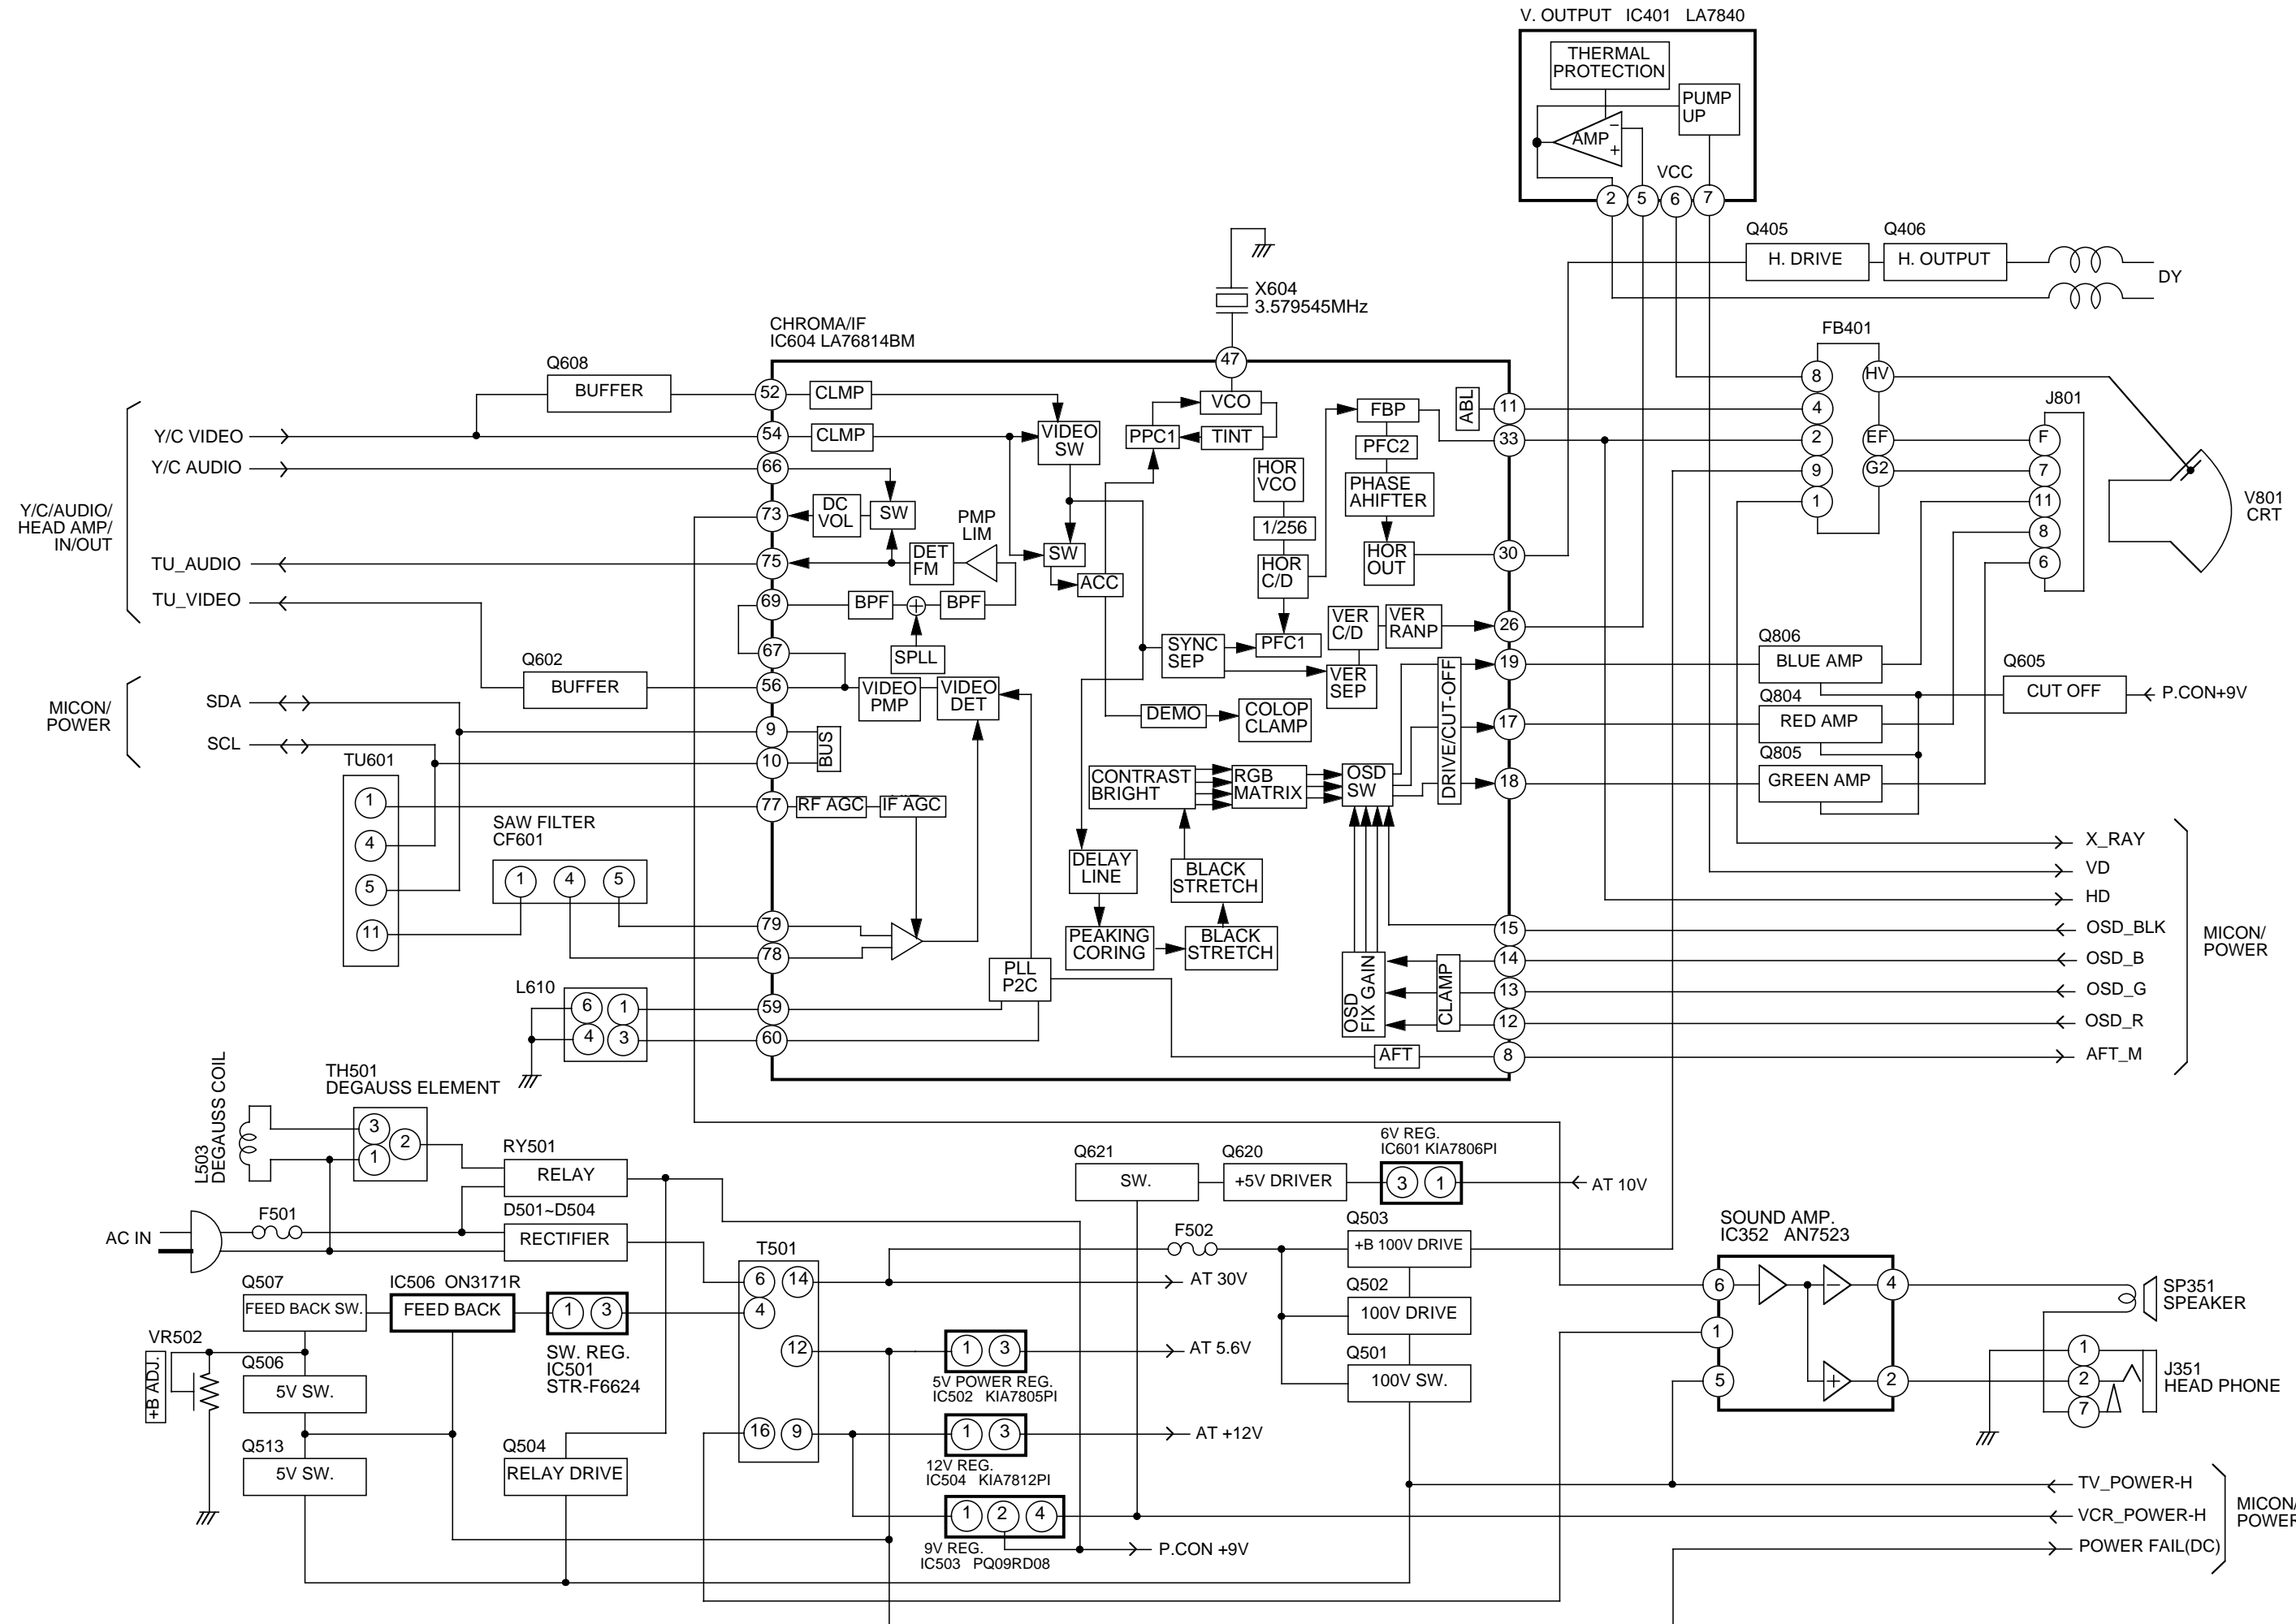 V. OUTPUT IC401 LA7840
THERMAL
PROTECTION
PUMP
UP
AMP
−
+
VCC
2
5
6
7
Q405
H. DRIVE
Q406
H. OUTPUT
DY
X604
3.579545MHz
CHROMA/IF
IC604 LA76814BM
47
FB401
8
4
2
9
1
HV
EF
G2
J801
F
7
11
8
6
V801
CRT
Q608
BUFFER
Y/C/AUDIO/
HEAD AMP/
IN/OUT
Y/C VIDEO
Y/C AUDIO
TU_AUDIO
TU_VIDEO
Q602
BUFFER
MICON/
POWER
SDA
SCL
52
54
66
73
75
69
67
56
9
10
77
79
78
59
60
CLMP
CLMP
VIDEO
SW
DC
VOL
SW
PMP
LIM
DET
FM
BPF
BPF
SPLL
VIDEO
PMP
VIDEO
DET
BUS
RF AGC
IF AGC
SW
ACC
PPC1
VCO
TINT
HOR
VCO
1/256
HOR
C/D
FBP
PFC2
PHASE
AHIFTER
HOR
OUT
ABL
SYNC
SEP
PFC1
VER
C/D
VER
RANP
VER
SEP
DEMO
COLOP
CLAMP
CONTRAST
BRIGHT
RGB
MATRIX
OSD
SW
DRIVE/CUT-OFF
DELAY
LINE
BLACK
STRETCH
PEAKING
CORING
BLACK
STRETCH
PLL
P2C
OSD
FIX GAIN
CLAMP
AFT
11
33
30
26
19
17
18
15
14
13
12
8
Q806
BLUE AMP
Q804
RED AMP
Q805
GREEN AMP
Q605
CUT OFF
P.CON+9V
X_RAY
VD
HD
OSD_BLK
OSD_B
OSD_G
OSD_R
AFT_M
MICON/
POWER
TU601
1
4
5
11
SAW FILTER
CF601
1
4
5
L610
6
1
4
3
L503
DEGAUSS COIL
TH501
DEGAUSS ELEMENT
3
2
1
RY501
RELAY
AC IN
F501
D501~D504
RECTIFIER
Q507
FEED BACK SW.
IC506 ON3171R
FEED BACK
1
3
SW. REG.
IC501
STR-F6624
VR502
+B ADJ.
Q506
5V SW.
Q513
5V SW.
Q504
RELAY DRIVE
T501
6
14
4
12
16
9
Q621
SW.
Q620
+5V DRIVER
6V REG.
IC601 KIA7806PI
3
1
AT 10V
F502
AT 30V
Q503
+B 100V DRIVE
Q502
100V DRIVE
Q501
100V SW.
1
3
AT 5.6V
5V POWER REG.
IC502 KIA7805PI
1
3
AT +12V
12V REG.
IC504 KIA7812PI
1
2
4
9V REG.
IC503 PQ09RD08
P.CON +9V
SOUND AMP.
IC352 AN7523
6
1
5
−
+
4
2
SP351
SPEAKER
1
2
7
J351
HEAD PHONE
TV_POWER-H
VCR_POWER-H
POWER FAIL(DC)
MICON/
POWER